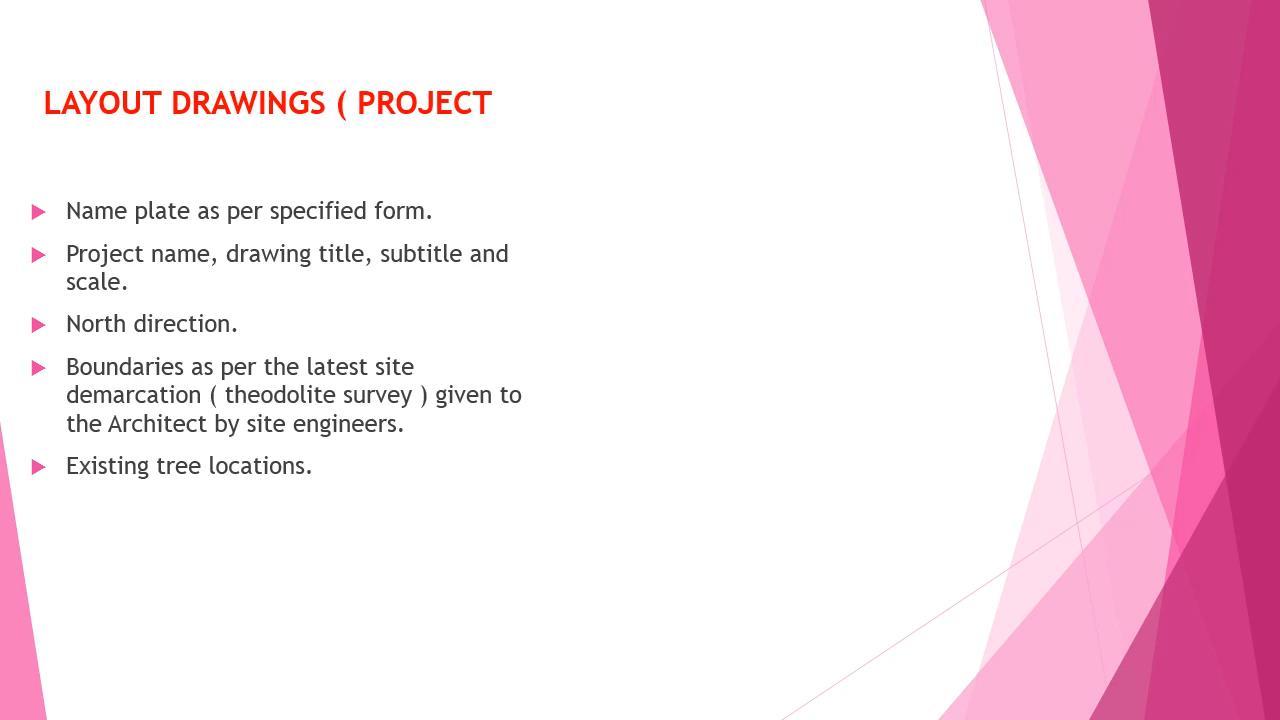 LAYOUT DRAWINGS ( PROJECT
Name plate as per specified form.
Project name, drawing title, subtitle and
scale.
North direction.
Boundaries as per the latest site
demarcation ( theodolite survey ) given to
the Architect by site engineers.
Existing tree locations.